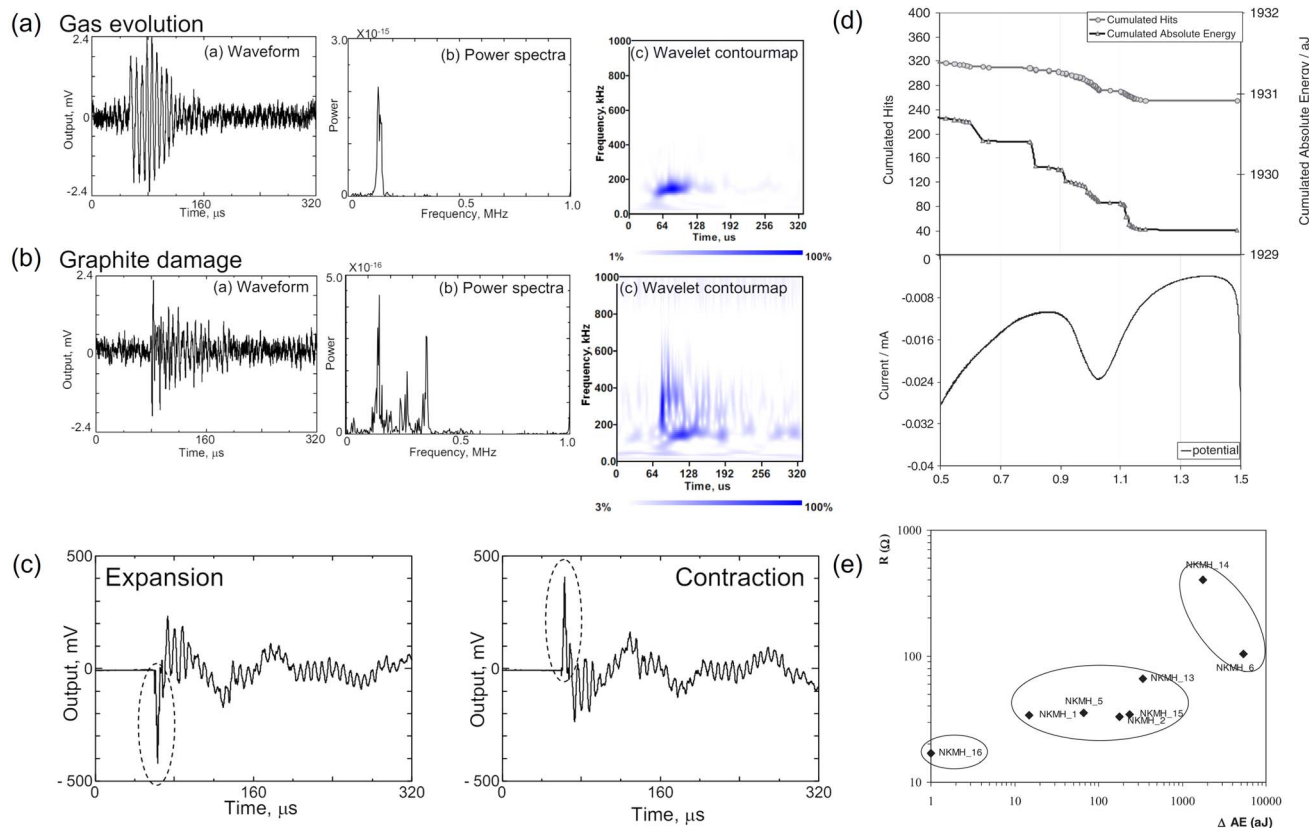 (a) Gas evolution
(a) Waveform
2.4
0
-2.4
Output, mV
0 160 320
Time, μs
(b) Power spectra
X10-15
3.0
0
Power
0 0.5 1.0
Frequency, MHz
(c) Wavelet contourmap
1000
800
600
400
200
0.0
Frequency, kHz
0 64 128 192 256 320
Time, us
1% 100%
(b) Graphite damage
(a) Waveform
2.4
0
-2.4
Output, mV
0 160 320
Time, μs
(b) Power spectra
X10-16
5.0
0
Power
0 0.5 1.0
Frequency, MHz
(c) Wavelet contourmap
1000
800
600
400
200
0.0
Frequency, kHz
0 64 128 192 256 320
Time, us
3% 100%
(c)
Expansion
500
0
-500
Output, mV
0 160 320
Time, μs
Contraction
500
0
-500
Output, mV
0 160 320
Time, μs
(d)
Cumulated Hits
Cumulated Absolute Energy
400
360
320
280
240
200
160
120
80
40
0
Cumulated Hits
1932
1931
1930
1929
Cumulated Absolute Energy / aJ
-0.008
-0.016
-0.024
-0.032
-0.04
Current / mA
potential
0.5 0.7 0.9 1.1 1.3 1.5
(e)
R (Ω)
1000
100
10
NKMH_14
NKMH_6
NKMH_13
NKMH_5
NKMH_1
NKMH_15
NKMH_2
NKMH_16
1 10 100 1000 10000
Δ AE (aJ)